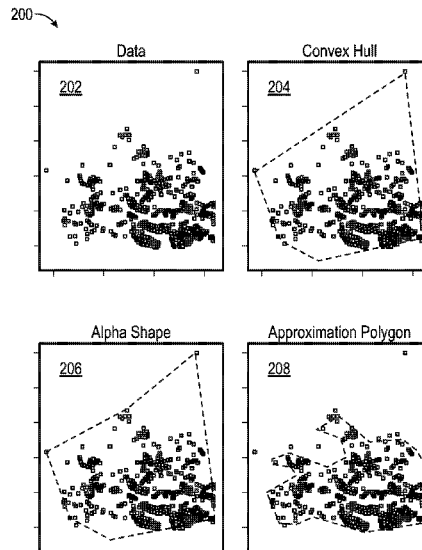 200
Data
Convex Hull
202
204
Alpha Shape
Approximation Polygon
206
208